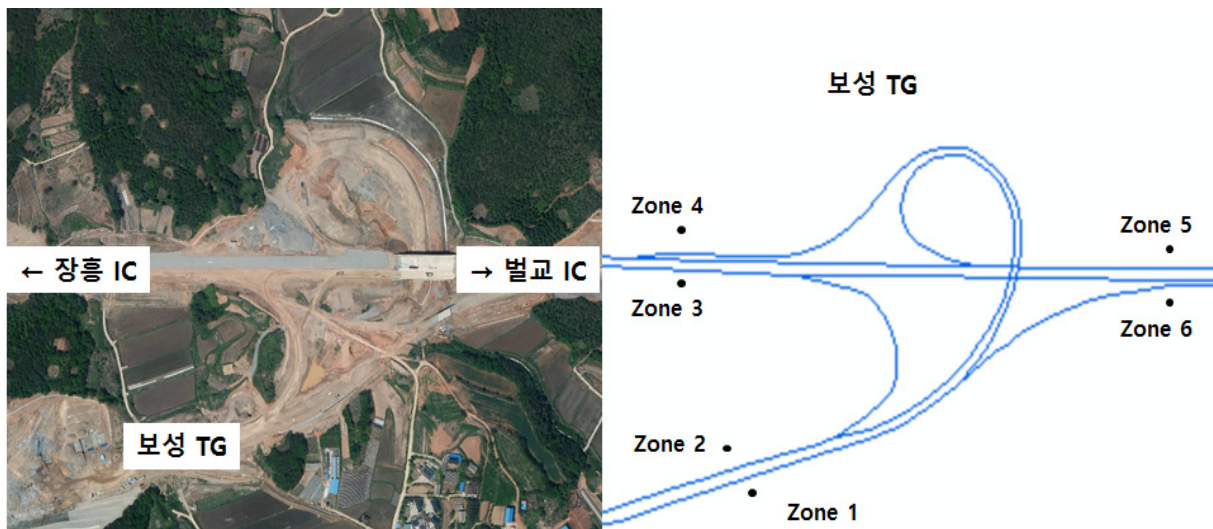 ← 장흥 IC
→ 벌교 IC
보성 TG
보성 TG
Zone 4
Zone 5
Zone 3
Zone 6
Zone 2
Zone 1